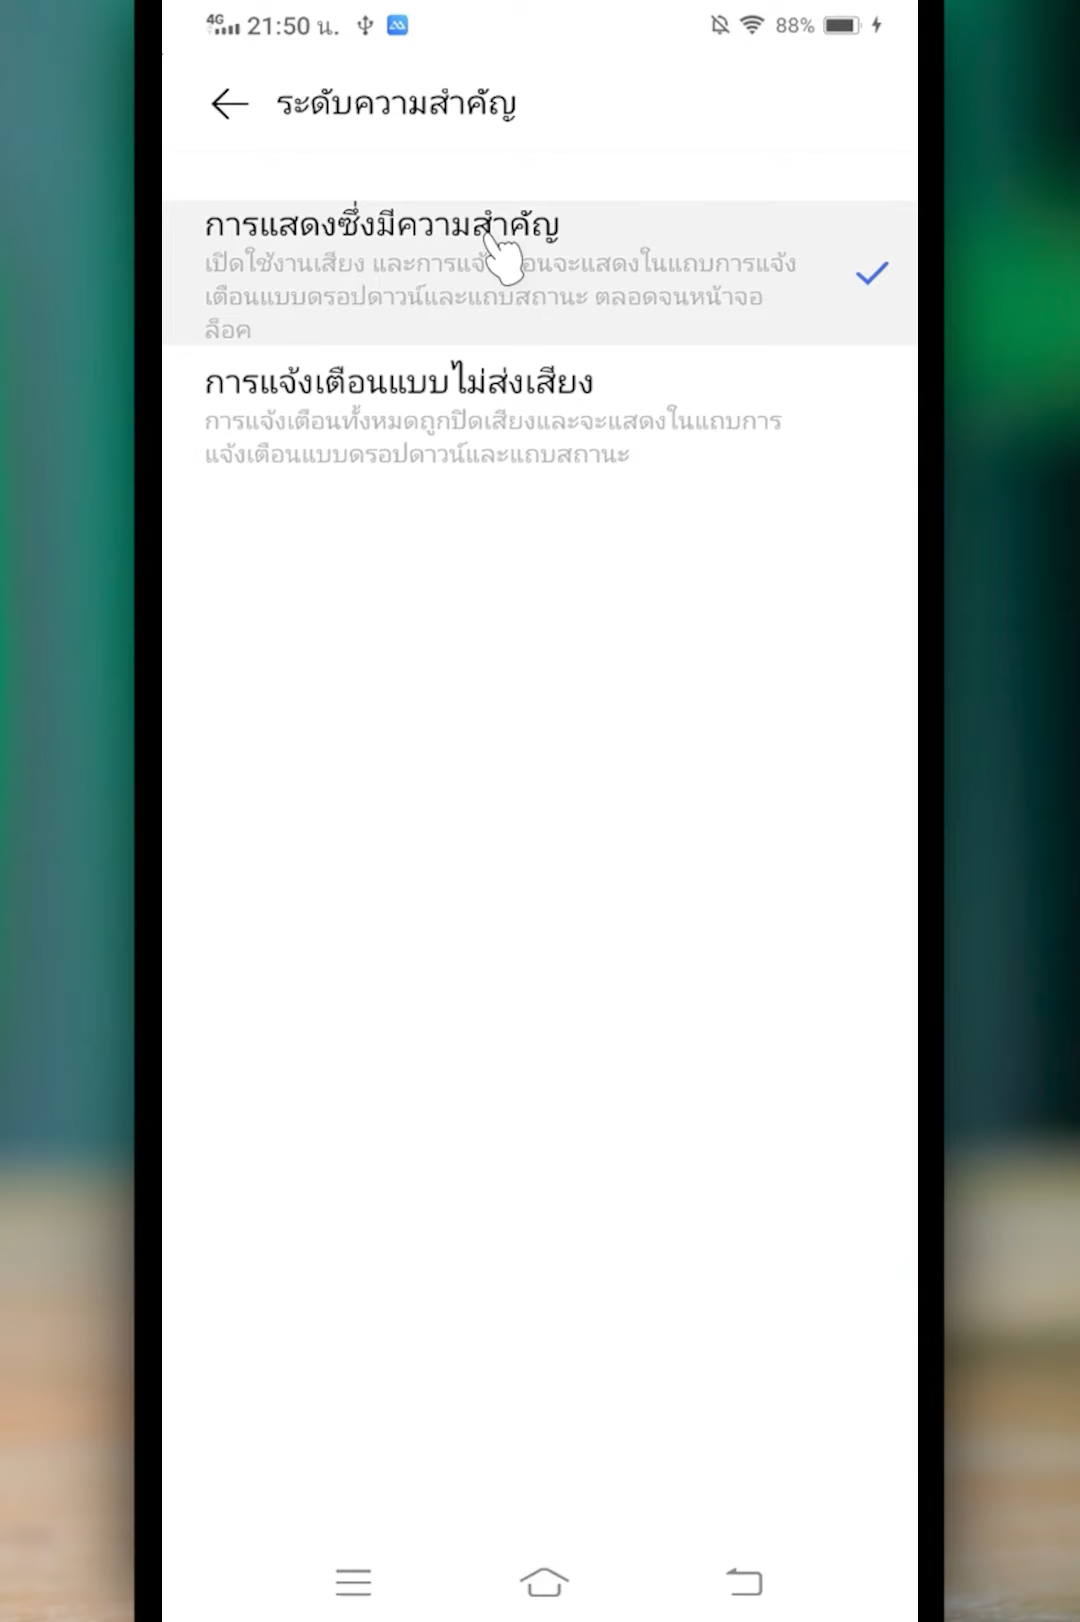 4G 21:50 น. 88%
ระดับความสำคัญ
การแสดงซึ่งมีความสำคัญ
เปิดใช้งานเสียง และการแจ้งเตือนจะแสดงในแถบการแจ้ง
เตือนแบบดรอปดาวน์และแถบสถานะ ตลอดจนหน้าจอ
ล็อค
การแจ้งเตือนแบบไม่ส่งเสียง
การแจ้งเตือนทั้งหมดถูกปิดเสียงและจะแสดงในแถบการ
แจ้งเตือนแบบดรอปดาวน์และแถบสถานะ